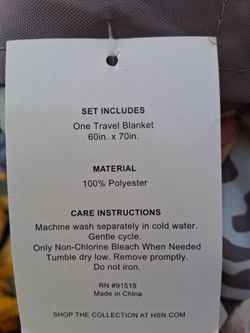 SET INCLUDES
One Travel Blanket
60in. x 70in.
MATERIAL
100% Polyester
CARE INSTRUCTIONS
Machine wash separately in cold water.
Gentle cycle.
Only Non-Chlorine Bleach When Needed
Tumble dry low. Remove promptly.
Do not iron.
RN #91519
Made in China
SHOP THE COLLECTION AT HSN.COM